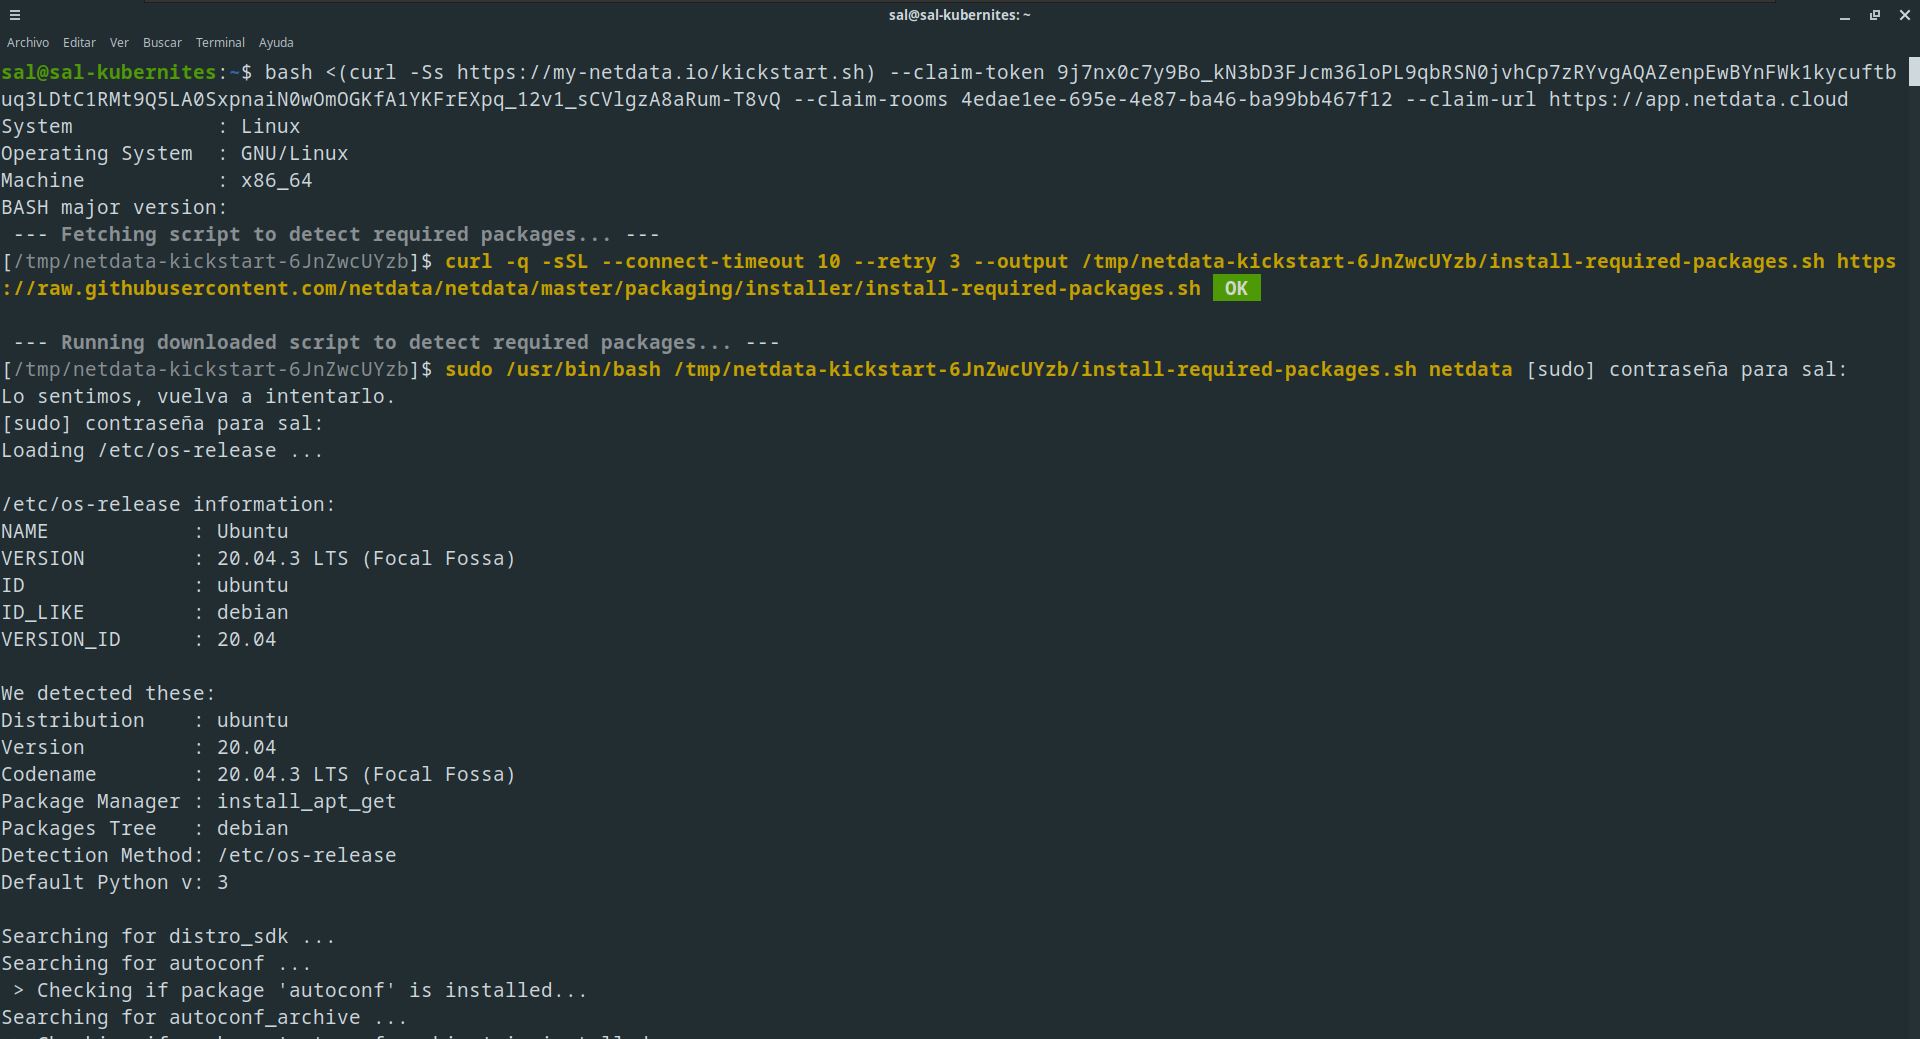 sal@sal-kubernites: ~
Archivo Editar Ver Buscar Terminal Ayuda
sal@sal-kubernites:~$ bash <(curl -Ss https://my-netdata.io/kickstart.sh) --claim-token 9j7nx0c7y9Bo_kN3bD3FJcm36loPL9qbRSN0jvhCp7zRYvgAQAZenpEwBYnFWk1kycuftb
uq3LDtC1RMt9Q5LA0SxpnaiN0wOmOGKfA1YKFrEXpq_12v1_sCVlgzA8aRum-T8vQ --claim-rooms 4edae1ee-695e-4e87-ba46-ba99bb467f12 --claim-url https://app.netdata.cloud
System            : Linux
Operating System  : GNU/Linux
Machine           : x86_64
BASH major version:
 --- Fetching script to detect required packages... ---
[/tmp/netdata-kickstart-6JnZwcUYzb]$ curl -q -sSL --connect-timeout 10 --retry 3 --output /tmp/netdata-kickstart-6JnZwcUYzb/install-required-packages.sh https
://raw.githubusercontent.com/netdata/netdata/master/packaging/installer/install-required-packages.sh  OK
 --- Running downloaded script to detect required packages... ---
[/tmp/netdata-kickstart-6JnZwcUYzb]$ sudo /usr/bin/bash /tmp/netdata-kickstart-6JnZwcUYzb/install-required-packages.sh netdata [sudo] contraseña para sal:
Lo sentimos, vuelva a intentarlo.
[sudo] contraseña para sal:
Loading /etc/os-release ...
/etc/os-release information:
NAME            : Ubuntu
VERSION         : 20.04.3 LTS (Focal Fossa)
ID              : ubuntu
ID_LIKE         : debian
VERSION_ID      : 20.04
We detected these:
Distribution    : ubuntu
Version         : 20.04
Codename        : 20.04.3 LTS (Focal Fossa)
Package Manager : install_apt_get
Packages Tree   : debian
Detection Method: /etc/os-release
Default Python v: 3
Searching for distro_sdk ...
Searching for autoconf ...
 > Checking if package 'autoconf' is installed...
Searching for autoconf_archive ...